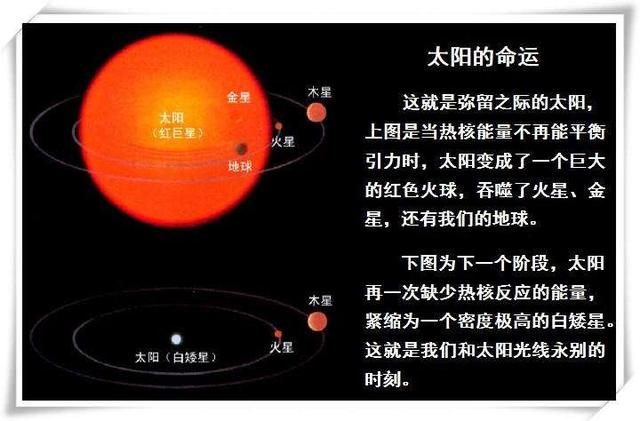 太阳的命运
这就是弥留之际的太阳，
上图是当热核能量不再能平衡
引力时，太阳变成了一个巨大
的红色火球，吞噬了火星、金
星，还有我们的地球。
下图为下一个阶段，太阳
再一次缺少热核反应的能量，
紧缩为一个密度极高的白矮星。
这就是我们和太阳光线永别的
时刻。
木星
金星
太阳
（红巨星）
火星
地球
木星
火星
太阳（白矮星）